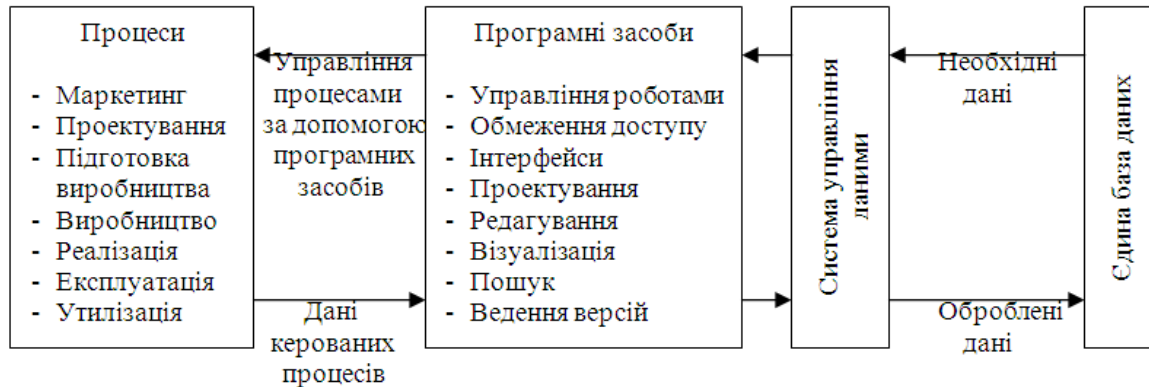 Процеси
- Маркетинг
- Проектування
- Підготовка
виробництва
- Виробництво
- Реалізація
- Експлуатація
- Утилізація
Управління
процесами
за допомогою
програмних
засобів
Дані
керованих
процесів
Програмні засоби
- Управління роботами
- Обмеження доступу
- Інтерфейси
- Проектування
- Редагування
- Візуалізація
- Пошук
- Ведення версій
Система управління
даними
Необхідні
дані
Оброблені
дані
Єдина база даних